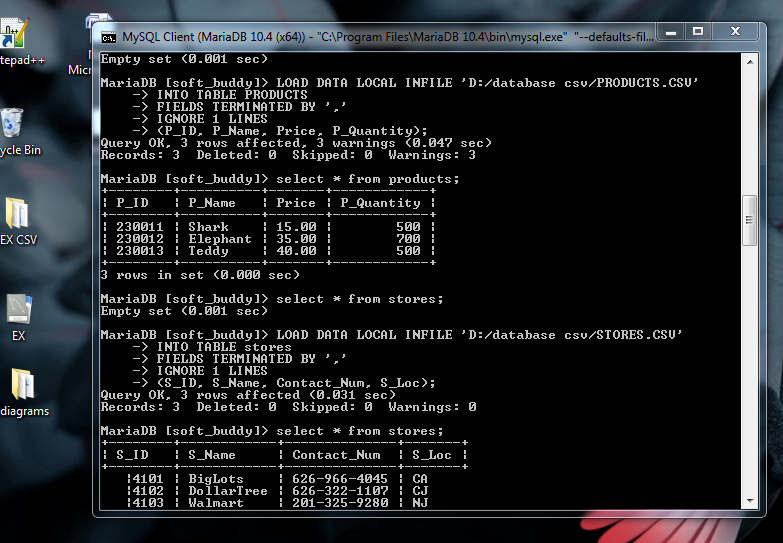 tepad++
Micr
ycle Bin
EX CSV
EX
diagrams
MySQL Client (MariaDB 10.4 (x64)) - "C:\Program Files\MariaDB 10.4\bin\mysql.exe" "--defaults-fil...
Empty set (0.001 sec)
MariaDB [soft_buddy]> LOAD DATA LOCAL INFILE 'D:/database csv/PRODUCTS.CSV'
    -> INTO TABLE PRODUCTS
    -> FIELDS TERMINATED BY ','
    -> IGNORE 1 LINES
    -> (P_ID, P_Name, Price, P_Quantity);
Query OK, 3 rows affected, 3 warnings (0.047 sec)
Records: 3  Deleted: 0  Skipped: 0  Warnings: 3
MariaDB [soft_buddy]> select * from products;
+--------+----------+-------+------------+
| P_ID   | P_Name   | Price | P_Quantity |
+--------+----------+-------+------------+
| 230011 | Shark    | 15.00 |        500 |
| 230012 | Elephant | 35.00 |        700 |
| 230013 | Teddy    | 40.00 |        500 |
+--------+----------+-------+------------+
3 rows in set (0.000 sec)
MariaDB [soft_buddy]> select * from stores;
Empty set (0.001 sec)
MariaDB [soft_buddy]> LOAD DATA LOCAL INFILE 'D:/database csv/STORES.CSV'
    -> INTO TABLE stores
    -> FIELDS TERMINATED BY ','
    -> IGNORE 1 LINES
    -> (S_ID, S_Name, Contact_Num, S_Loc);
Query OK, 3 rows affected (0.031 sec)
Records: 3  Deleted: 0  Skipped: 0  Warnings: 0
MariaDB [soft_buddy]> select * from stores;
+--------+------------+--------------+-------+
| S_ID   | S_Name     | Contact_Num  | S_Loc |
+--------+------------+--------------+-------+
  |4101 | BigLots    | 626-966-4045 | CA
  |4102 | DollarTree | 626-322-1107 | CJ
  |4103 | Walmart    | 201-325-9280 | NJ